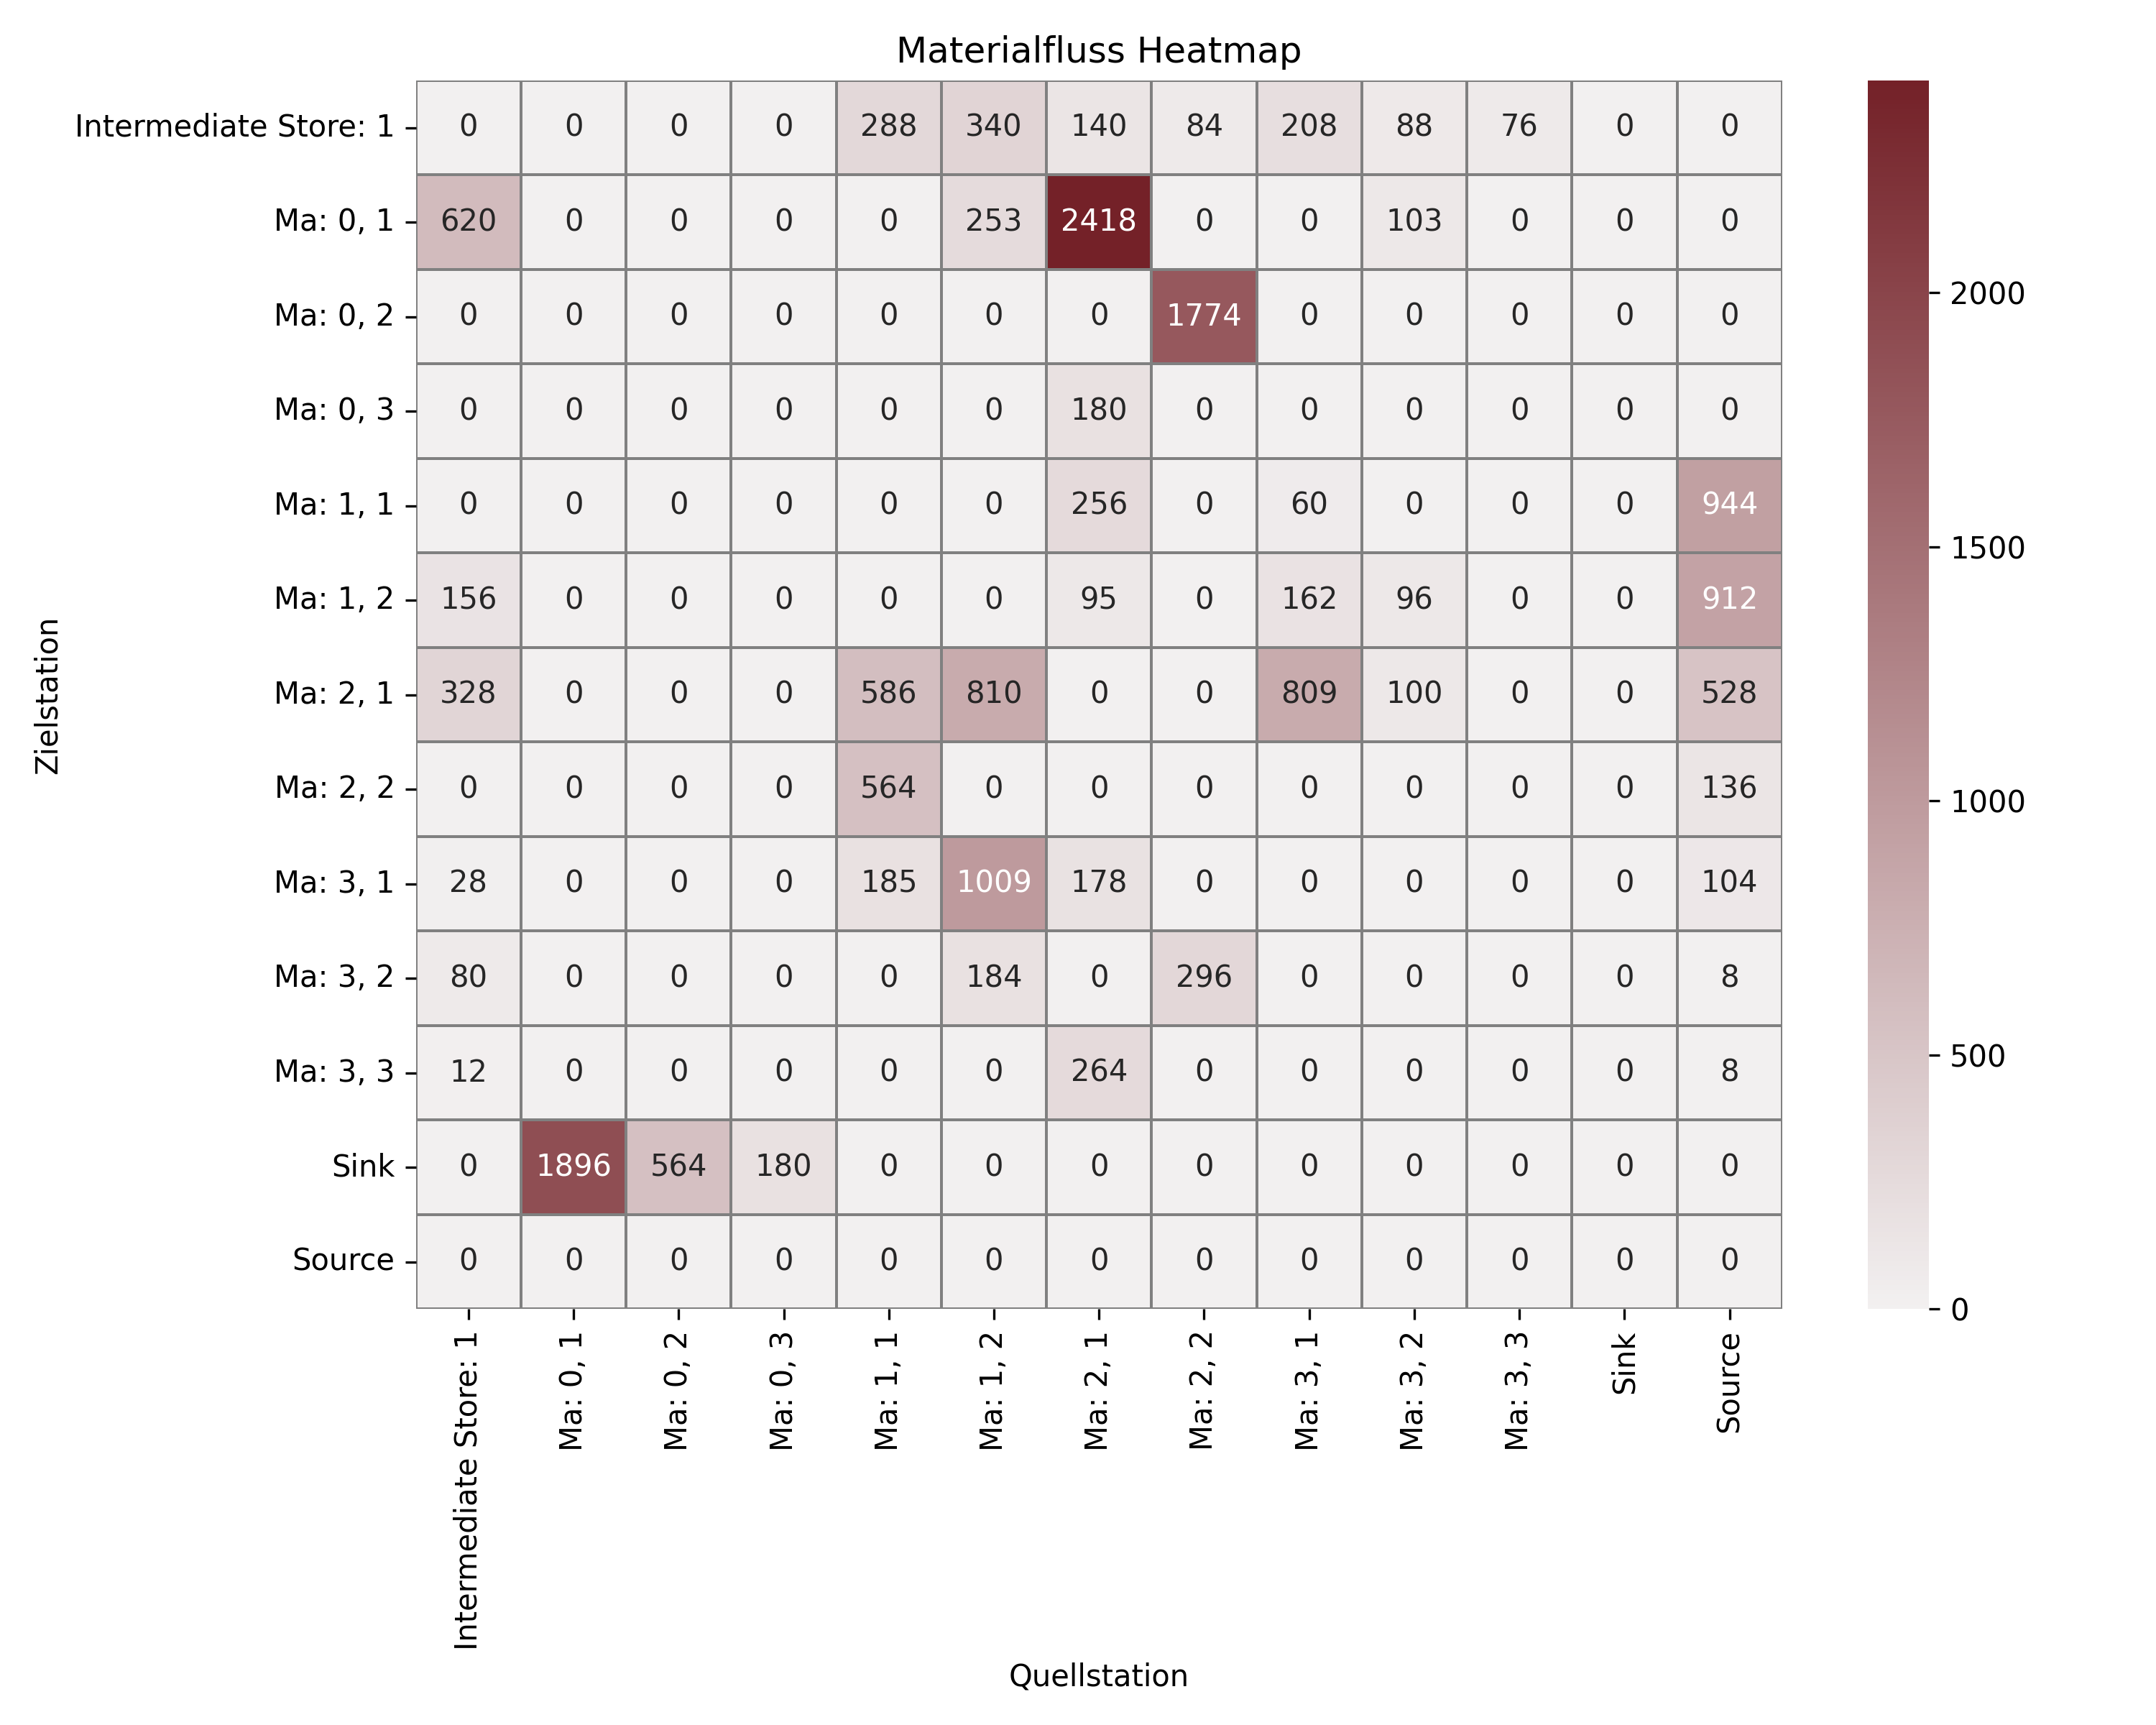 Materialfluss Heatmap
Intermediate Store: 1 0 0 0 0 288 340 140 84 208 88 76 0 0
Ma: 0, 1 620 0 0 0 0 253 2418 0 0 103 0 0 0
Ma: 0, 2 0 0 0 0 0 0 0 1774 0 0 0 0 0
Ma: 0, 3 0 0 0 0 0 0 180 0 0 0 0 0 0
Ma: 1, 1 0 0 0 0 0 0 256 0 60 0 0 0 944
Ma: 1, 2 156 0 0 0 0 0 95 0 162 96 0 0 912
Ma: 2, 1 328 0 0 0 586 810 0 0 809 100 0 0 528
Ma: 2, 2 0 0 0 0 564 0 0 0 0 0 0 0 136
Ma: 3, 1 28 0 0 0 185 1009 178 0 0 0 0 0 104
Ma: 3, 2 80 0 0 0 0 184 0 296 0 0 0 0 8
Ma: 3, 3 12 0 0 0 0 0 264 0 0 0 0 0 8
Sink 0 1896 564 180 0 0 0 0 0 0 0 0 0
Source 0 0 0 0 0 0 0 0 0 0 0 0 0
Zielstation
Intermediate Store: 1
Ma: 0, 1
Ma: 0, 2
Ma: 0, 3
Ma: 1, 1
Ma: 1, 2
Ma: 2, 1
Ma: 2, 2
Ma: 3, 1
Ma: 3, 2
Ma: 3, 3
Sink
Source
Quellstation
2000
1500
1000
500
0